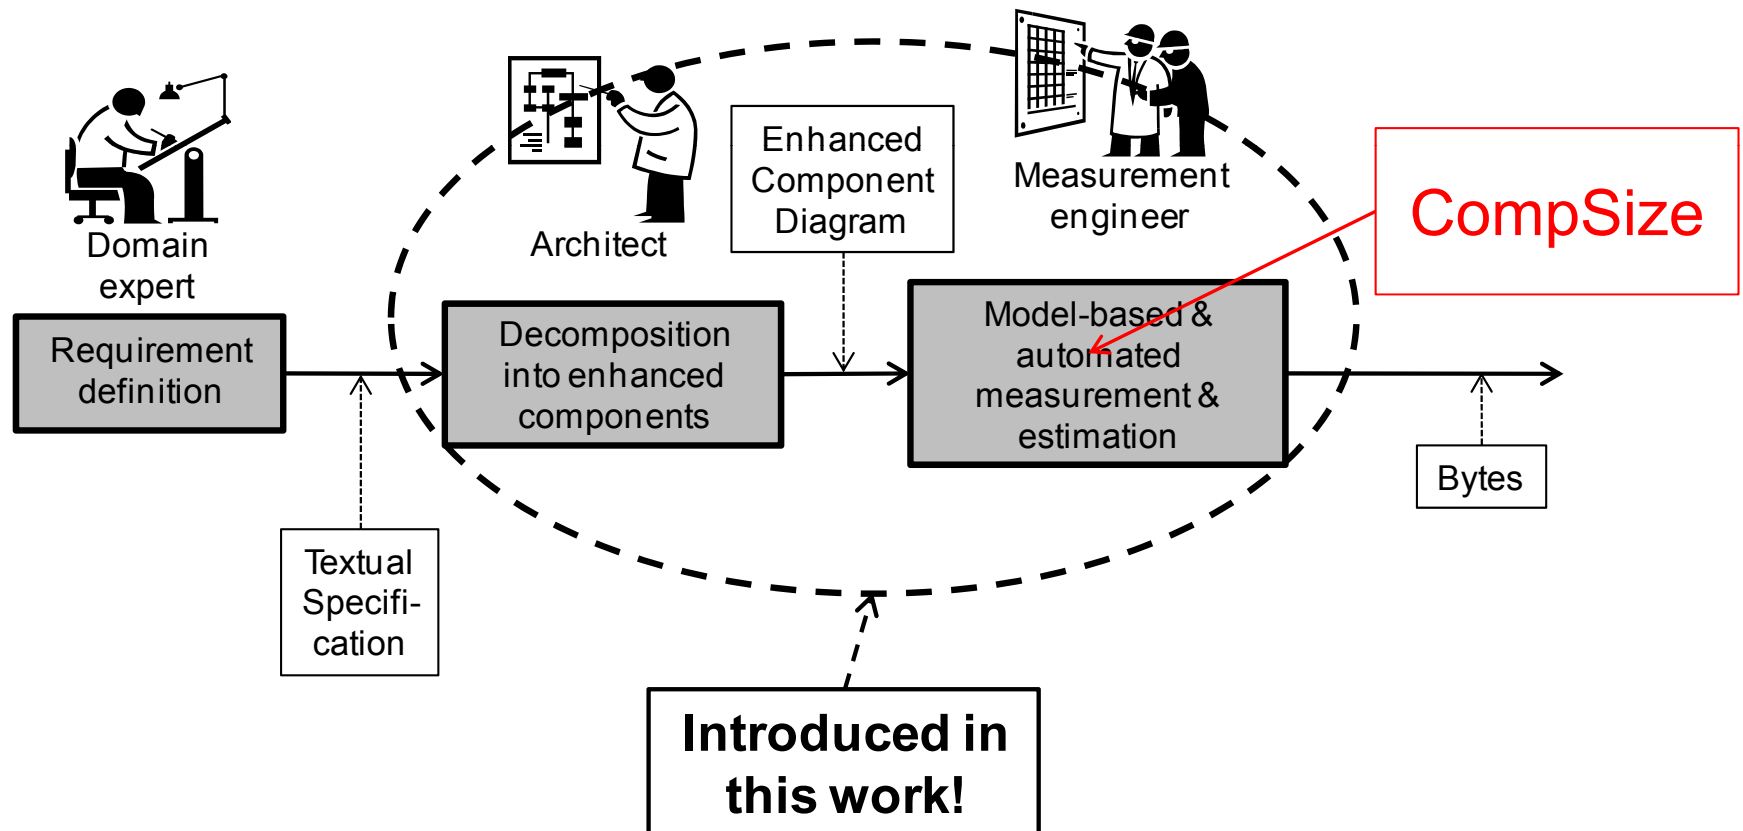 Domain
expert
Requirement
definition
Textual
Specifi-
cation
Architect
Decomposition
into enhanced
components
Enhanced
Component
Diagram
Measurement
engineer
Model-based &
automated
measurement &
estimation
CompSize
Bytes
Introduced in
this work!